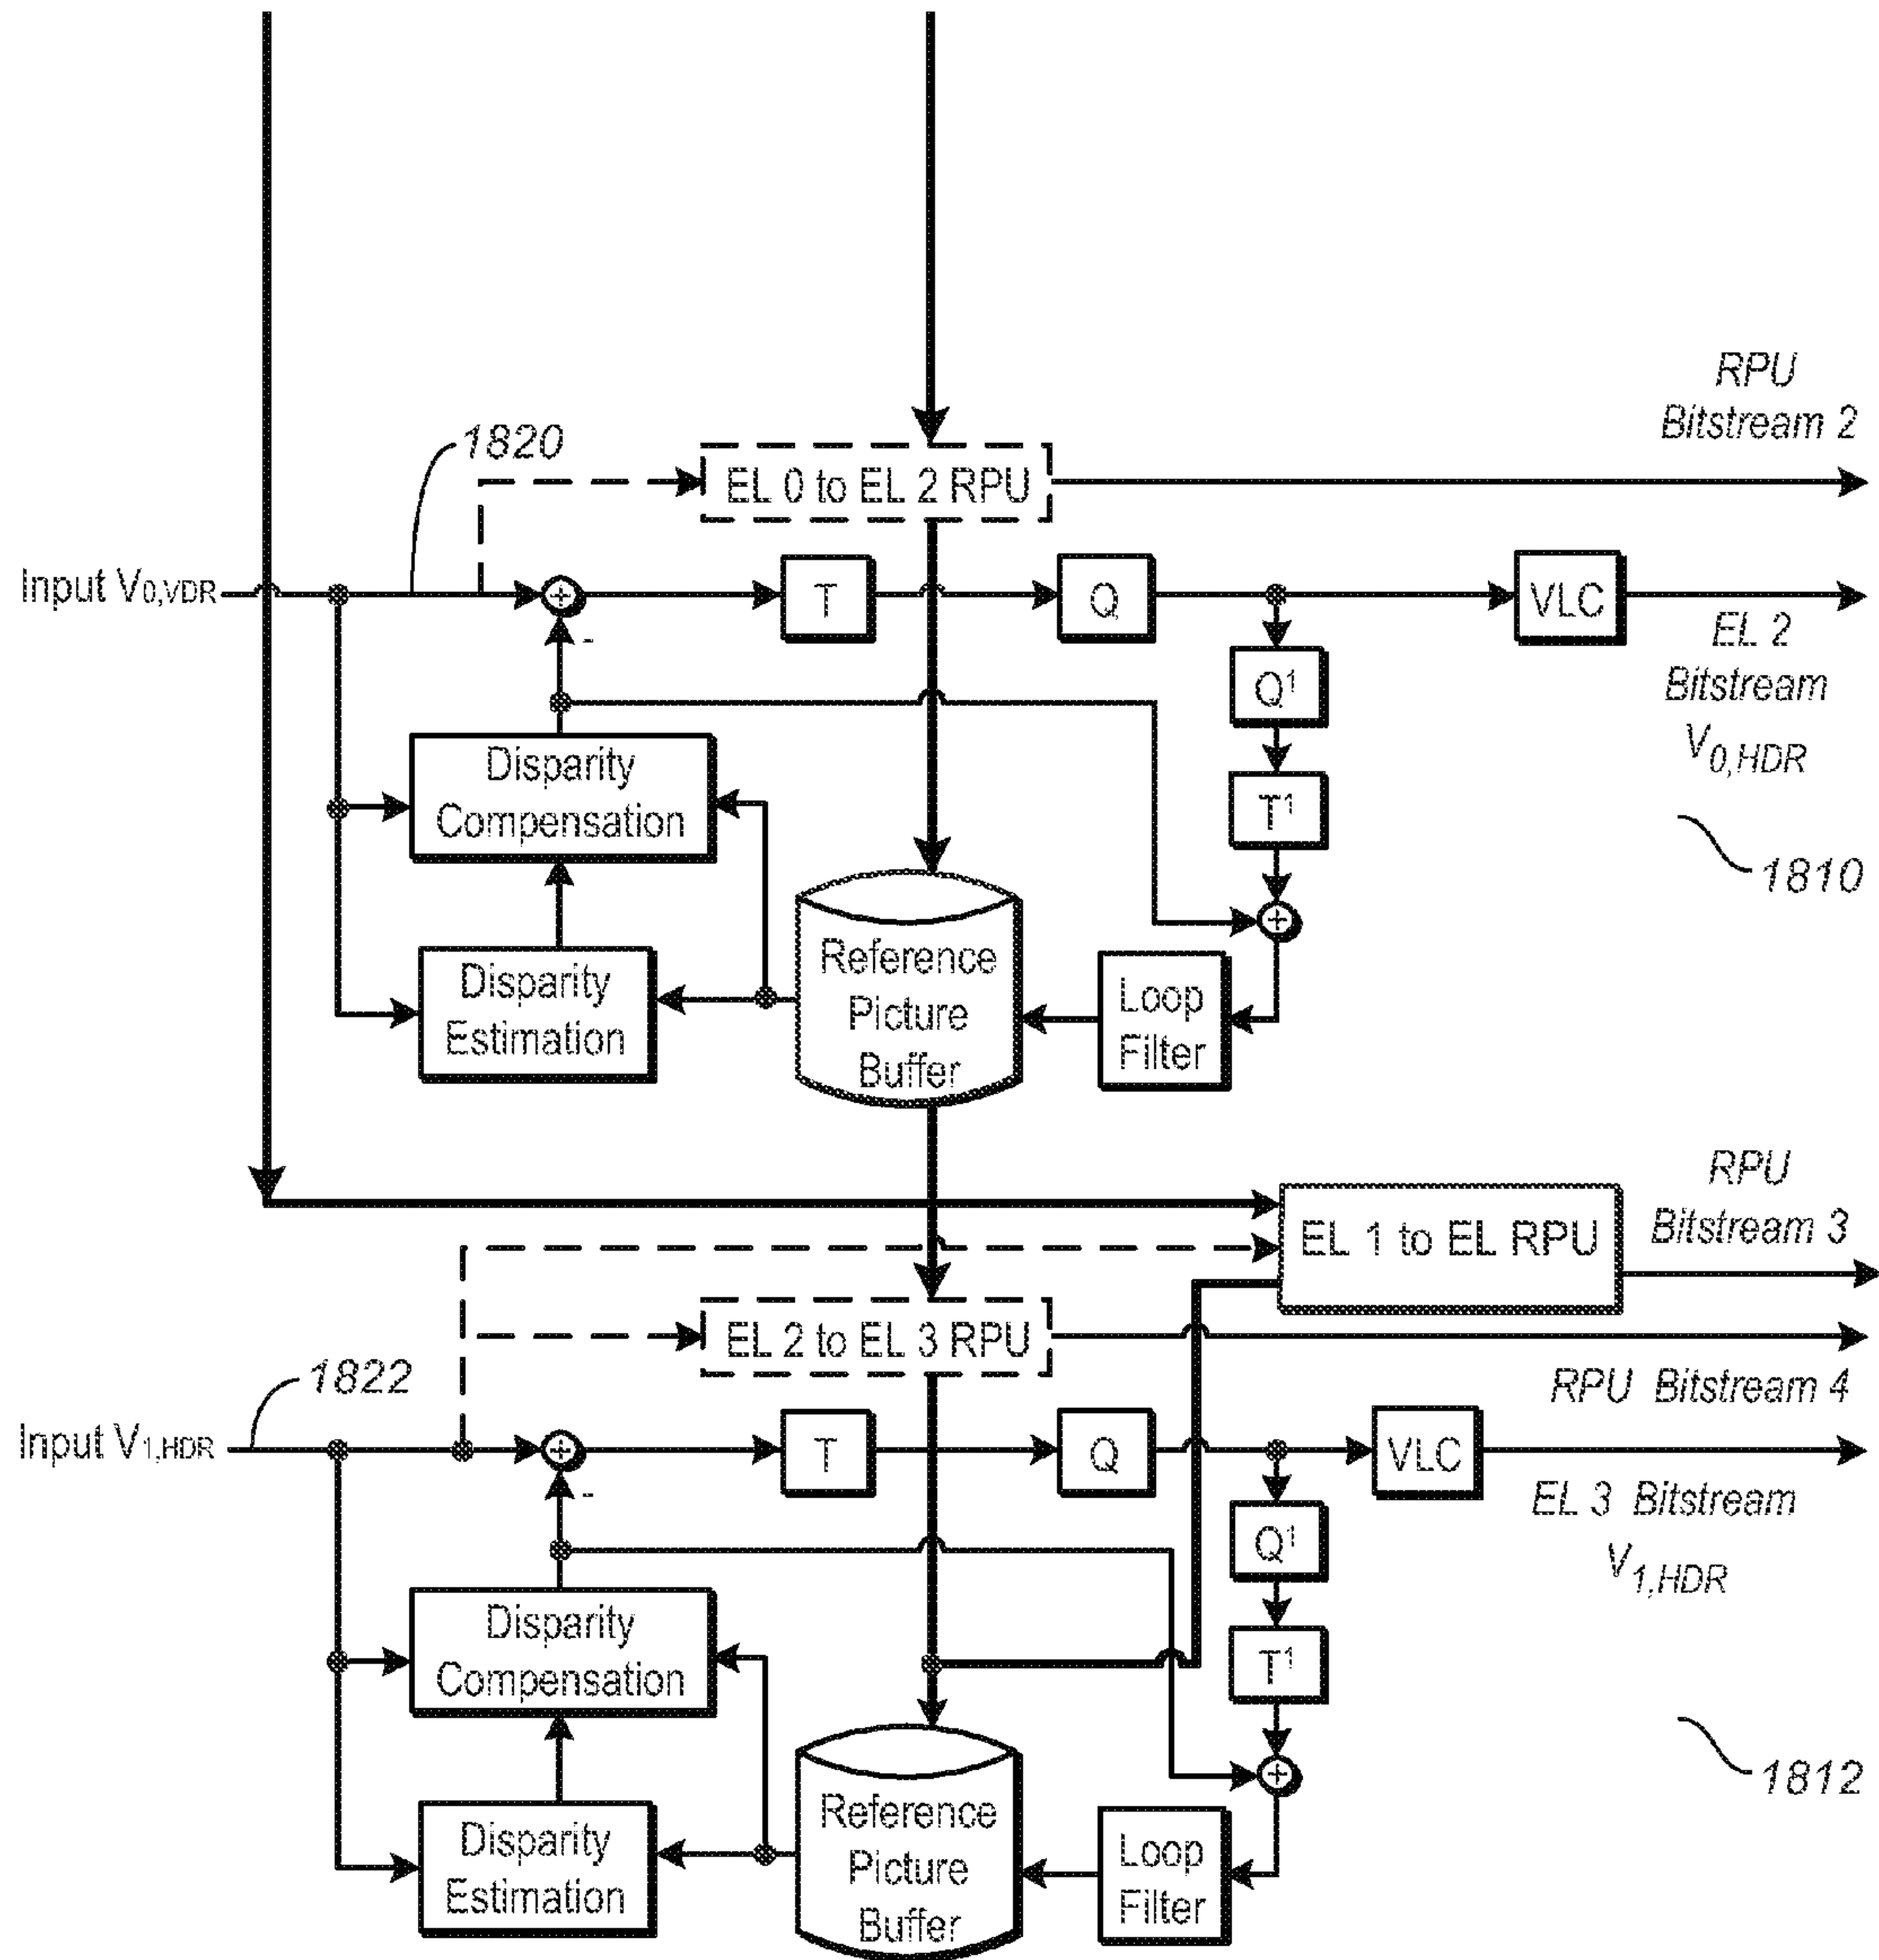 RPU
Bitstream 2
1820
EL 0 to EL 2 RPU
Input V0,VDR
+
T
Q
VLC
-
EL 2
Bitstream
V0,HDR
Q1
Disparity
Compensation
T1
1810
+
Disparity
Estimation
Reference
Picture
Buffer
Loop
Filter
RPU
Bitstream 3
EL 1 to EL RPU
EL 2 to EL 3 RPU
1822
RPU Bitstream 4
Input V1,HDR
+
T
Q
VLC
-
EL 3 Bitstream
V1,HDR
Q1
Disparity
Compensation
T1
+
1812
Disparity
Estimation
Reference
Picture
Buffer
Loop
Filter